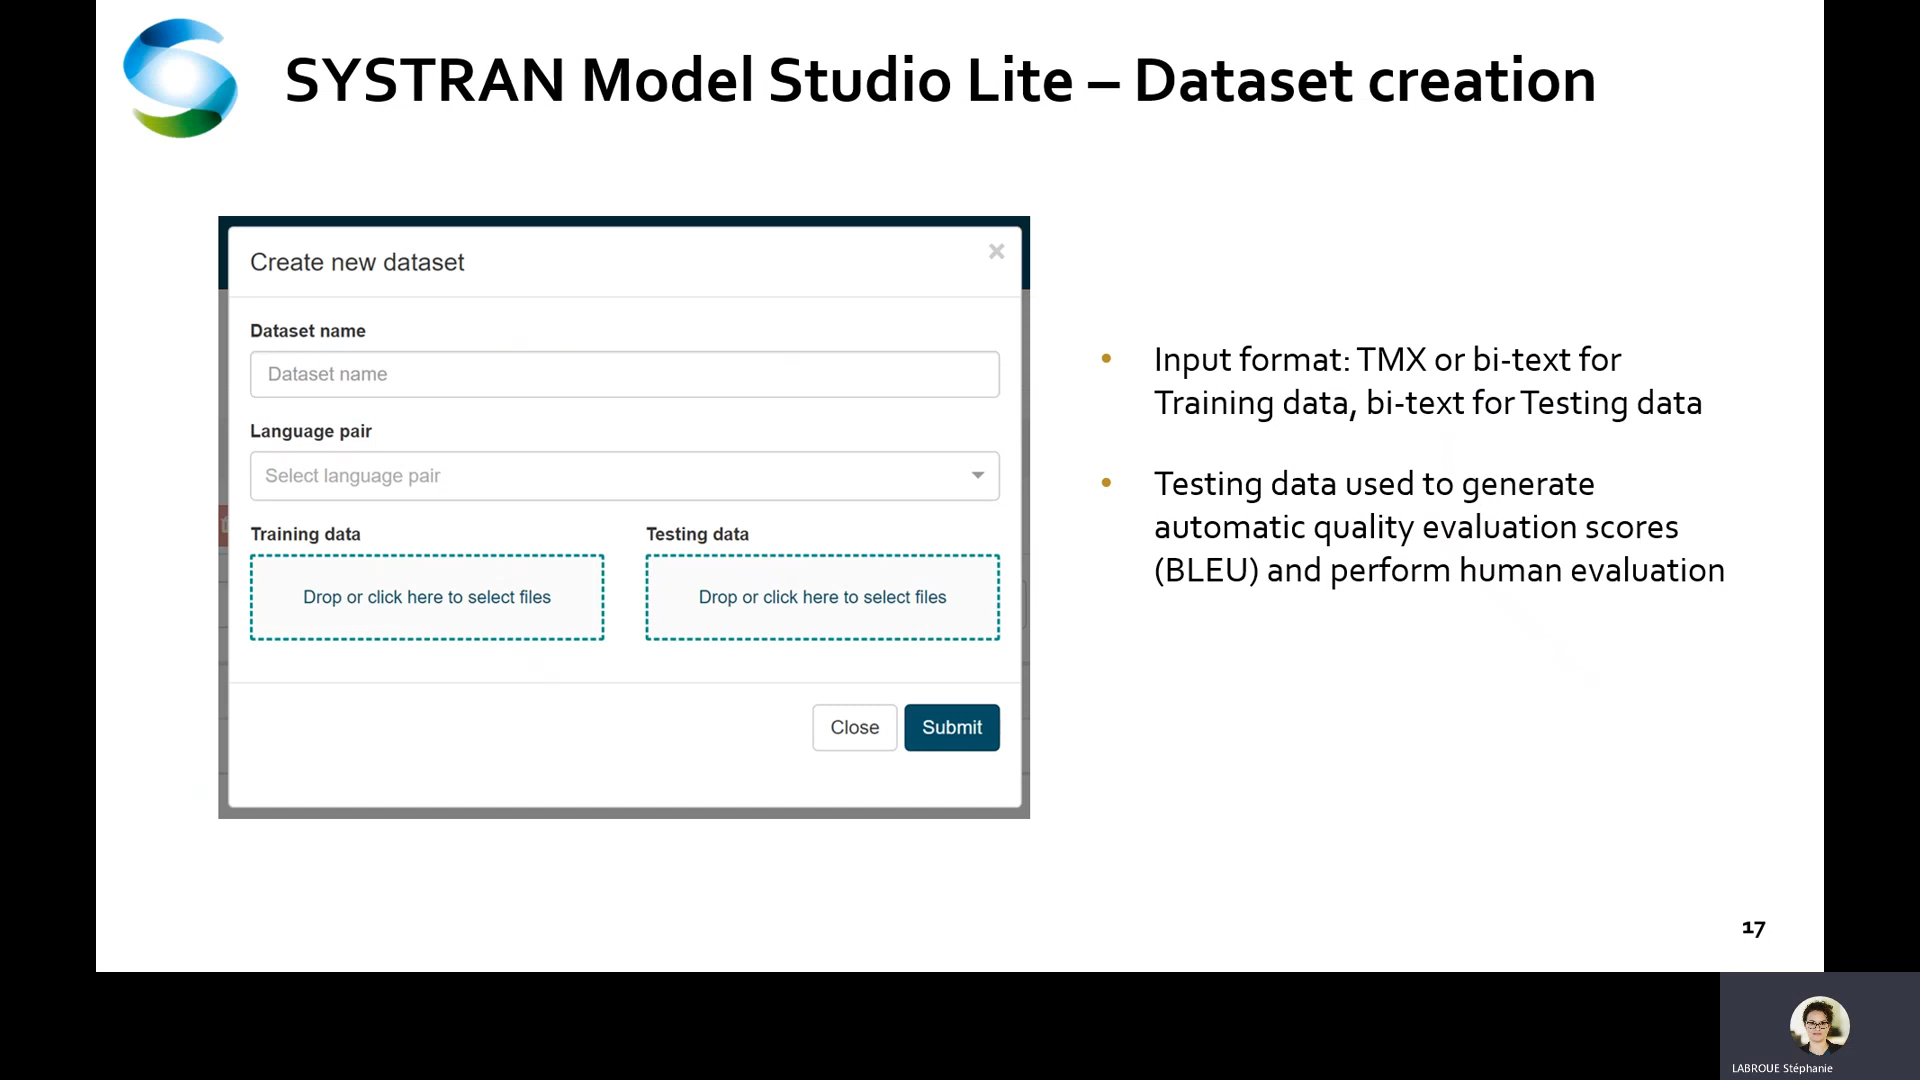 SYSTRAN Model Studio Lite – Dataset creation
Create new dataset
×
Dataset name
Dataset name
Language pair
Select language pair
Training data
Testing data
Drop or click here to select files
Drop or click here to select files
Close
Submit
• Input format: TMX or bi-text for
Training data, bi-text for Testing data
• Testing data used to generate
automatic quality evaluation scores
(BLEU) and perform human evaluation
17
LABROUE Stéphanie